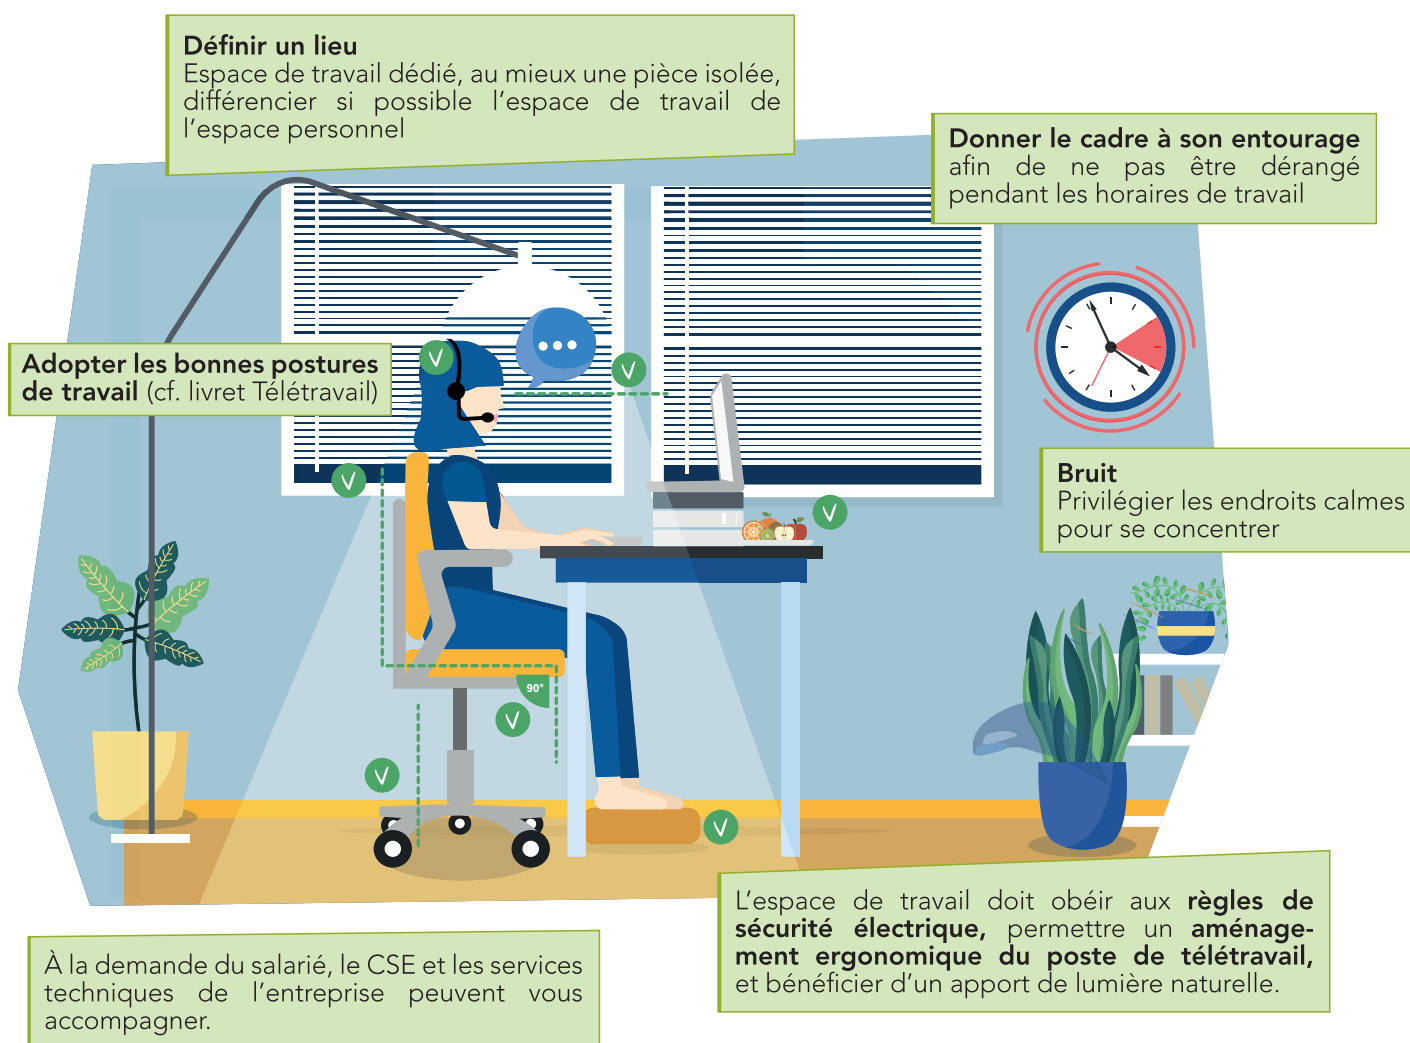 Définir un lieu
Espace de travail dédié, au mieux une pièce isolée,
différencier si possible l'espace de travail de
l'espace personnel
Donner le cadre à son entourage
afin de ne pas être dérangé
pendant les horaires de travail
Adopter les bonnes postures
de travail (cf. livret Télétravail)
Bruit
Privilégier les endroits calmes
pour se concentrer
90°
L'espace de travail doit obéir aux règles de
sécurité électrique, permettre un aménage-
ment ergonomique du poste de télétravail,
et bénéficier d'un apport de lumière naturelle.
À la demande du salarié, le CSE et les services
techniques de l'entreprise peuvent vous
accompagner.